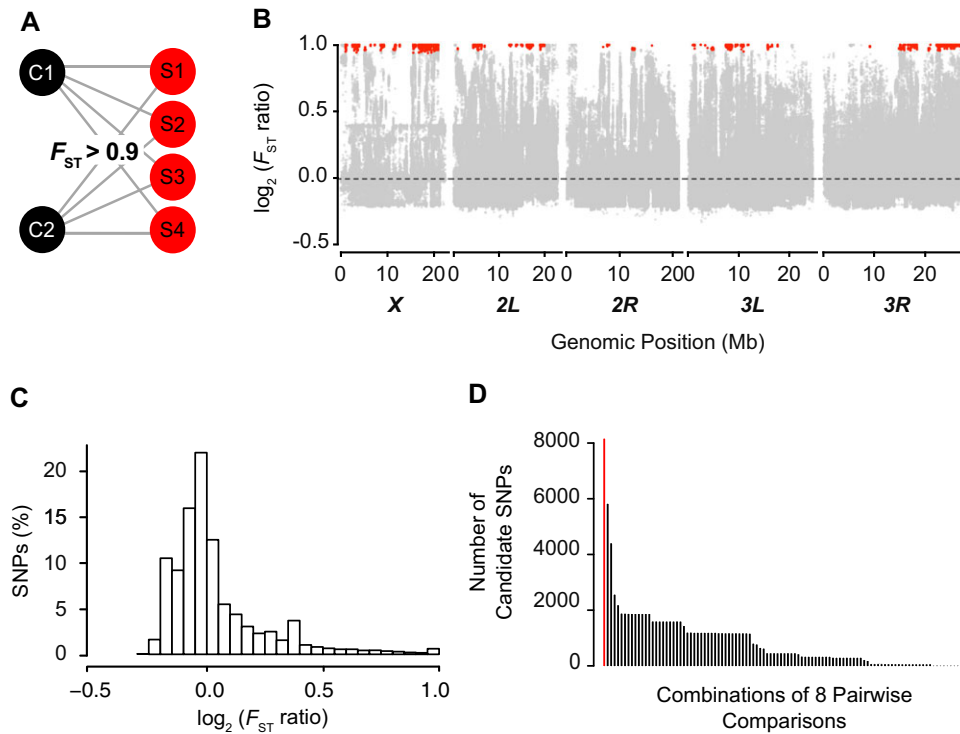 A
C1
S1
S2
FST > 0.9
S3
C2
S4
B
log2 (FST ratio)
1.0
0.5
0.0
-0.5
0 10 20 0 10 20 0 10 20 0 10 20 0 10 20
X 2L 2R 3L 3R
Genomic Position (Mb)
C
SNPs (%)
20
15
10
5
0
−0.5 0.0 0.5 1.0
log2 (FST ratio)
D
Number of
Candidate SNPs
8000
6000
4000
2000
0
Combinations of 8 Pairwise
Comparisons